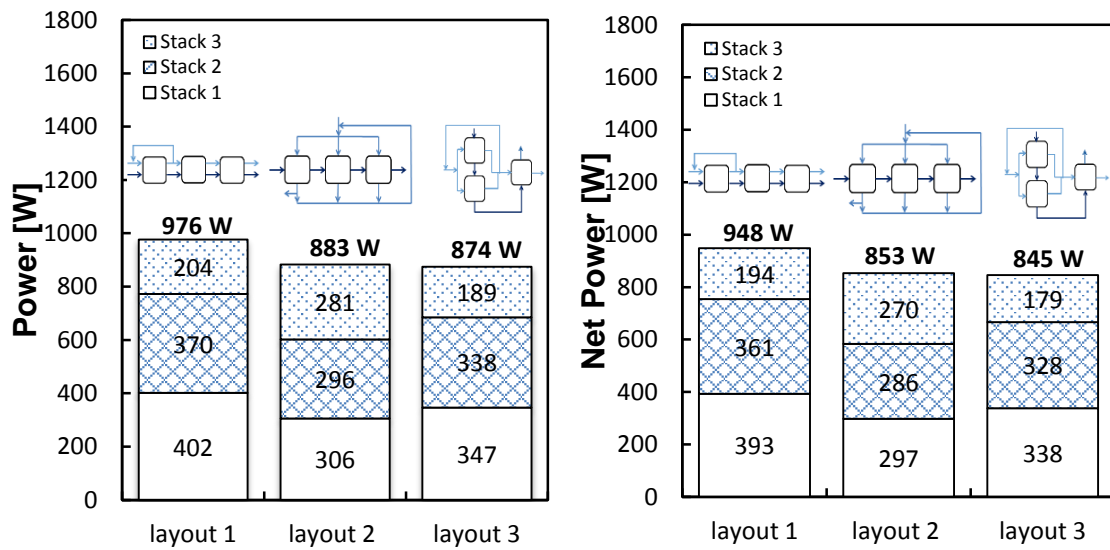 Power [W]
1800
1600
1400
1200
1000
800
600
400
200
0
Stack 3
Stack 2
Stack 1
976 W
883 W
874 W
204
281
189
370
296
338
402
306
347
layout 1
layout 2
layout 3
Net Power [W]
1800
1600
1400
1200
1000
800
600
400
200
0
Stack 3
Stack 2
Stack 1
948 W
853 W
845 W
194
270
179
361
286
328
393
297
338
layout 1
layout 2
layout 3